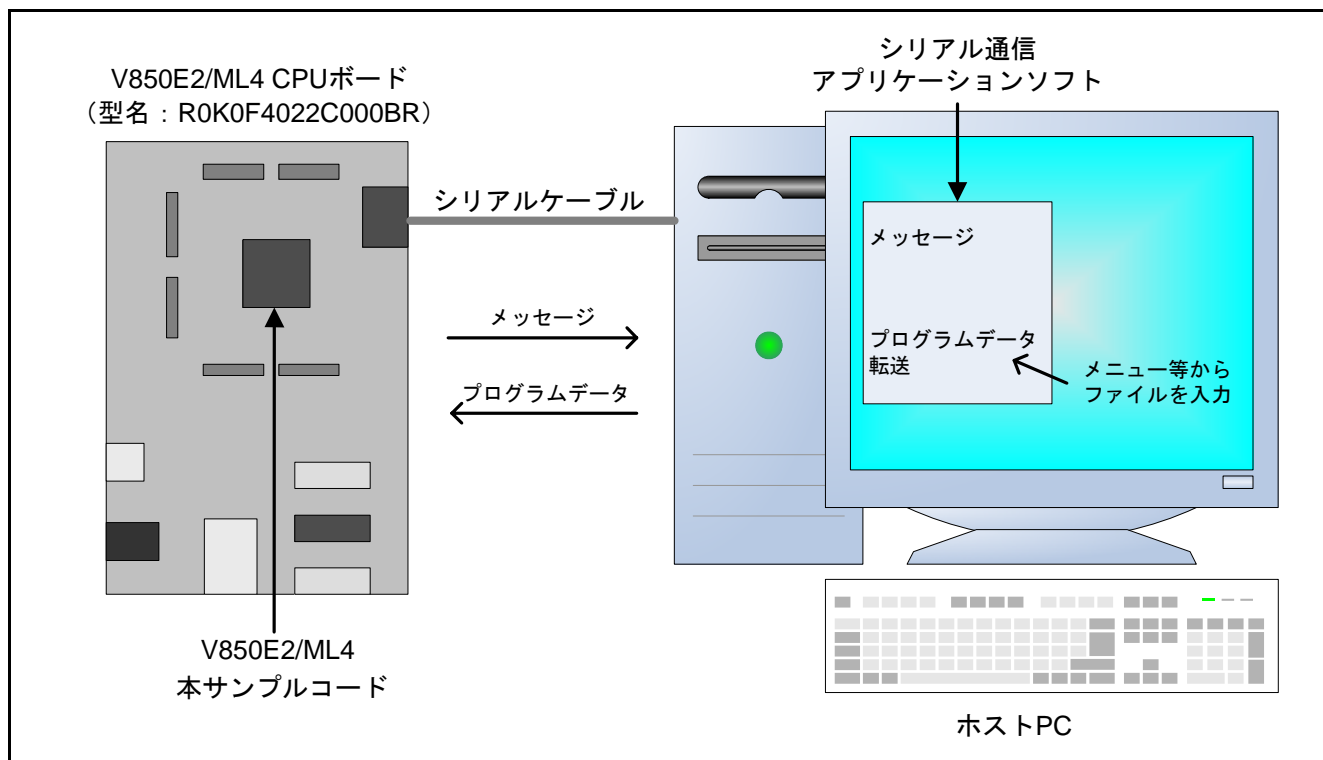 V850E2/ML4 CPUボード
（型名：R0K0F4022C000BR）
シリアル通信
アプリケーションソフト
シリアルケーブル
メッセージ
メッセージ
プログラムデータ
プログラムデータ
転送
メニュー等から
ファイルを入力
V850E2/ML4
本サンプルコード
ホストPC